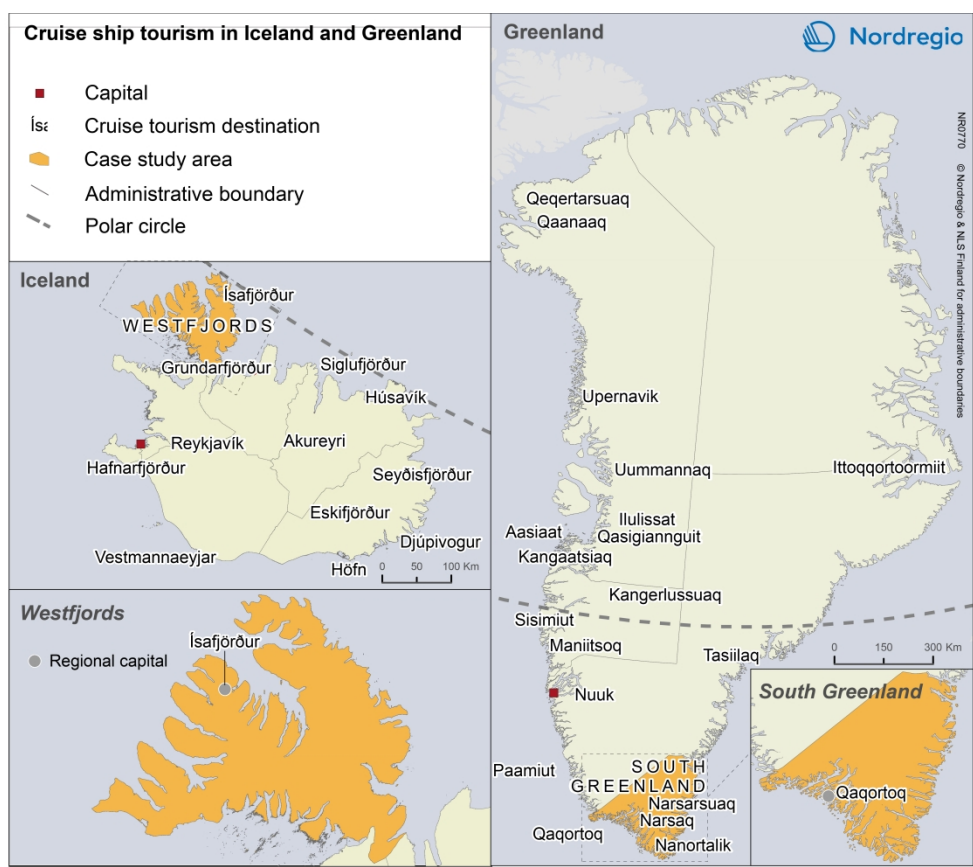 Cruise ship tourism in Iceland and Greenland
Capital
Ísa
Cruise tourism destination
Case study area
Administrative boundary
Polar circle
Iceland
Ísafjörður
WESTFJORDS
Grundarfjörður
Siglufjörður
Húsavík
Reykjavík
Akureyri
Hafnarfjörður
Seyðisfjörður
Eskifjörður
Djúpivogur
Vestmannaeyjar
Höfn
0 50 100 Km
Westfjords
Ísafjörður
Regional capital
Greenland
Nordregio
NR0770 © Nordregio & NLS Finland for administrative boundaries
Qeqertarsuaq
Qaanaaq
Upernavik
Uummannaq
Ittoqqortoormiit
Ilulissat
Aasiaat
Qasigiannguit
Kangaatsiaq
Kangerlussuaq
Sisimiut
Maniitsoq
Tasiilaq
0 150 300 Km
Nuuk
Paamiut
SOUTH
GREENLAND
Narsarsuaq
Narsaq
Qaqortoq
Nanortalik
South Greenland
Qaqortoq